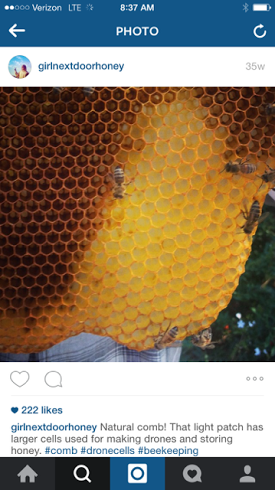 Verizon LTE 8:37 AM
PHOTO
girlnextdoorhoney 35w
222 likes
girlnextdoorhoney Natural comb! That light patch has
larger cells used for making drones and storing
honey. #comb #dronecells #beekeeping